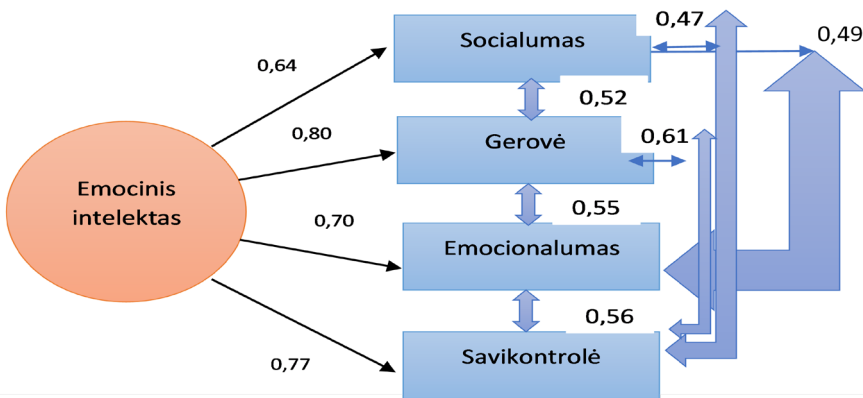 Socialumas
0,47
0,49
0,64
0,52
0,80
Gerovė
0,61
Emocinis
intelektas
0,70
0,55
Emocionalumas
0,56
0,77
Savikontrolė